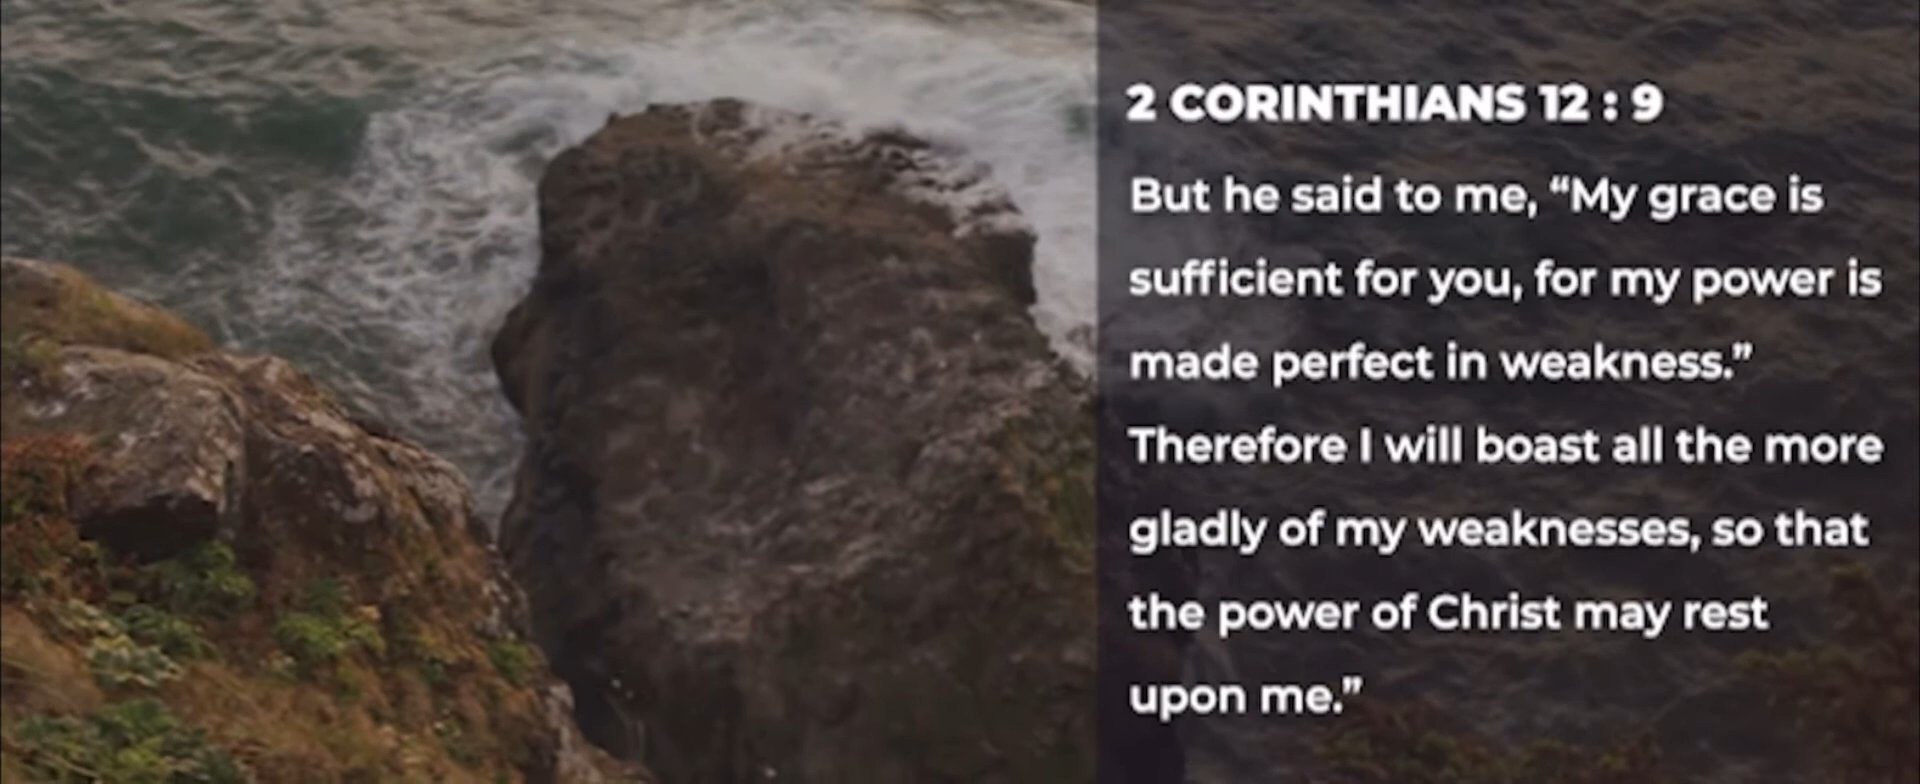 2 CORINTHIANS 12 : 9
But he said to me, “My grace is
sufficient for you, for my power is
made perfect in weakness.”
Therefore I will boast all the more
gladly of my weaknesses, so that
the power of Christ may rest
upon me.”